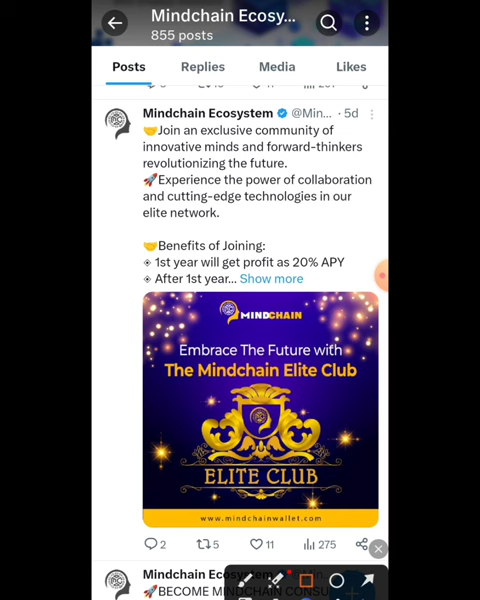 Mindchain Ecosy...
855 posts
Posts Replies Media Likes
Mindchain Ecosystem @Min... · 5d
🤝Join an exclusive community of
innovative minds and forward-thinkers
revolutionizing the future.
🚀Experience the power of collaboration
and cutting-edge technologies in our
elite network.
🤝Benefits of Joining:
💠 1st year will get profit as 20% APY
💠 After 1st year... Show more
MINDCHAIN
Embrace The Future with
The Mindchain Elite Club
ELITE CLUB
www.mindchainwallet.com
2 5 11 275
Mindchain Ecosystem
🚀BECOME MINDCHAIN CONSU